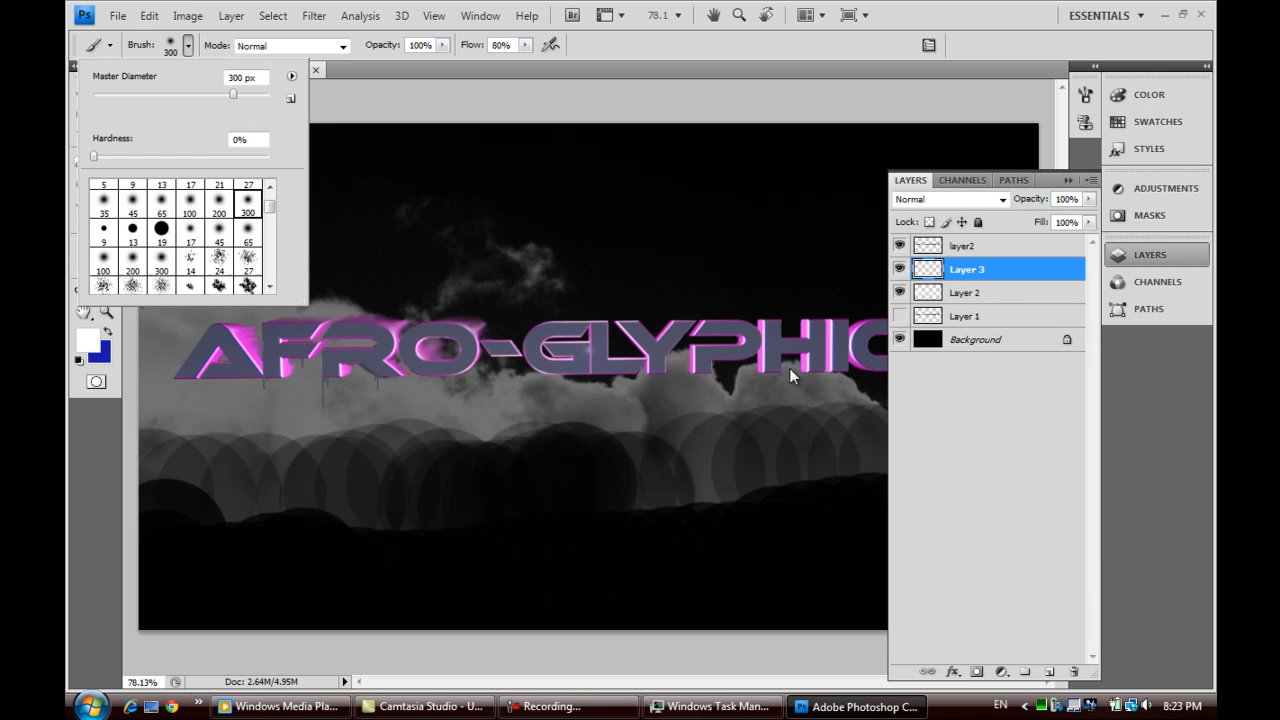 Ps File Edit Image Layer Select Filter Analysis 3D View Window Help Br 78.1 ESSENTIALS
Brush: 300 Mode: Normal Opacity: 100% Flow: 80%
Master Diameter 300 px
Hardness: 0%
5 9 13 17 21 27
35 45 65 100 200 300
9 13 19 17 45 65
100 200 300 14 24 27
AFRO-GLYPHIC
COLOR
SWATCHES
STYLES
ADJUSTMENTS
MASKS
LAYERS
CHANNELS
PATHS
LAYERS CHANNELS PATHS
Normal Opacity: 100%
Lock: Fill: 100%
layer2
Layer 3
Layer 2
Layer 1
Background
78.13% Doc: 2.64M/4.95M
Windows Media Pla... Camtasia Studio - U... Recording... Windows Task Man... Ps Adobe Photoshop C... EN 8:23 PM